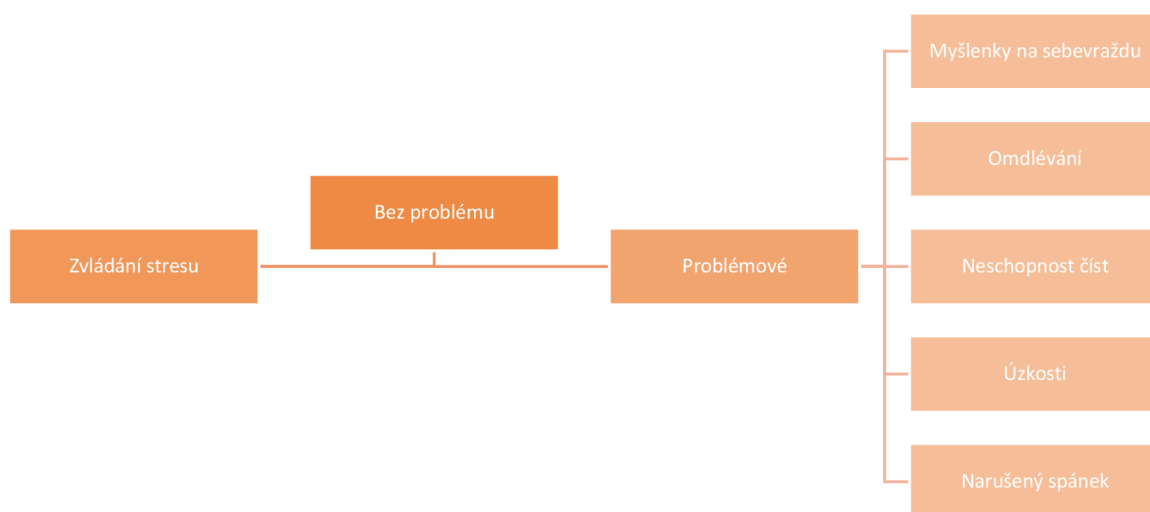 Zvládání stresu
Bez problému
Problémové
Myšlenky na sebevraždu
Omdlévání
Neschopnost číst
Úzkosti
Narušený spánek